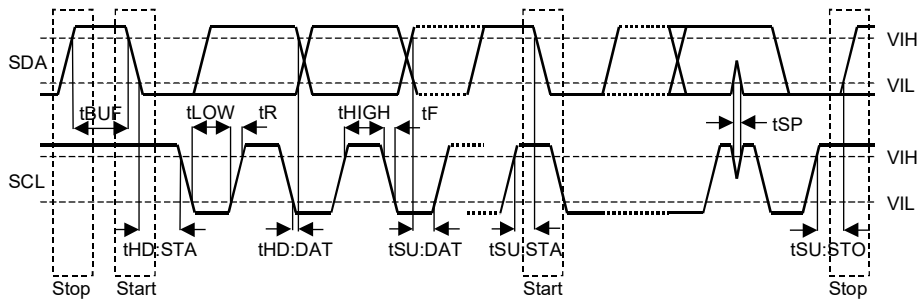 VIH
SDA
VIL
tBUF
tLOW
tR
tHIGH
tF
tSP
VIH
SCL
VIL
tHD:STA
tHD:DAT
tSU:DAT
tSU:STA
tSU:STO
Stop
Start
Start
Stop